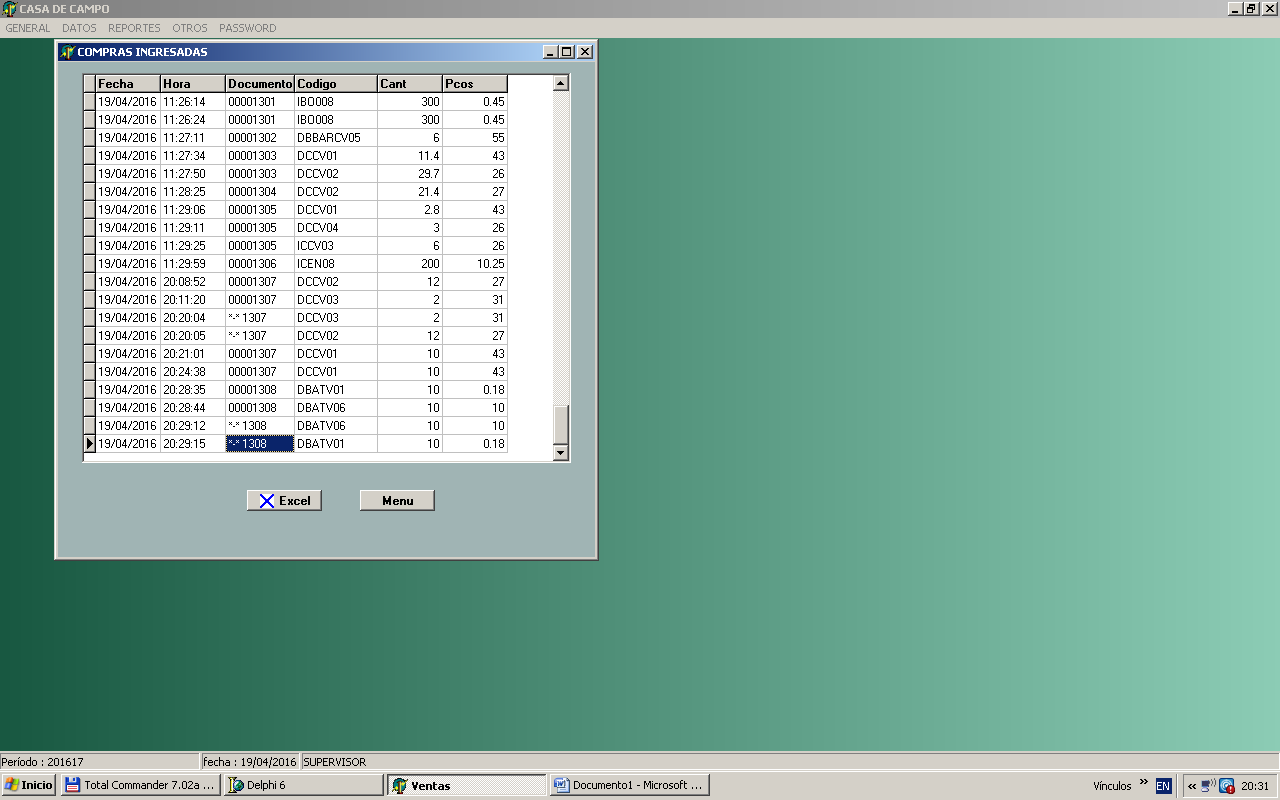 CASA DE CAMPO
GENERAL DATOS REPORTES OTROS PASSWORD
COMPRAS INGRESADAS
Fecha Hora Documento Codigo Cant Pcos
19/04/2016 11:26:14 00001301 IBO008 300 0.45
19/04/2016 11:26:24 00001301 IBO008 300 0.45
19/04/2016 11:27:11 00001302 DBBARCV05 6 55
19/04/2016 11:27:34 00001303 DCCV01 11.4 43
19/04/2016 11:27:50 00001303 DCCV02 29.7 26
19/04/2016 11:28:25 00001304 DCCV02 21.4 27
19/04/2016 11:29:06 00001305 DCCV01 2.8 43
19/04/2016 11:29:11 00001305 DCCV04 3 26
19/04/2016 11:29:25 00001305 ICCV03 6 26
19/04/2016 11:29:59 00001306 ICEN08 200 10.25
19/04/2016 20:08:52 00001307 DCCV02 12 27
19/04/2016 20:11:20 00001307 DCCV03 2 31
19/04/2016 20:20:04 *-* 1307 DCCV03 2 31
19/04/2016 20:20:05 *-* 1307 DCCV02 12 27
19/04/2016 20:21:01 00001307 DCCV01 10 43
19/04/2016 20:24:38 00001307 DCCV01 10 43
19/04/2016 20:28:35 00001308 DBATV01 10 0.18
19/04/2016 20:28:44 00001308 DBATV06 10 10
19/04/2016 20:29:12 *-* 1308 DBATV06 10 10
19/04/2016 20:29:15 *-* 1308 DBATV01 10 0.18
Excel Menu
Período : 201617 fecha : 19/04/2016 SUPERVISOR
Inicio Total Commander 7.02a ... Delphi 6 Ventas Documento1 - Microsoft ... Vínculos » EN « 20:31